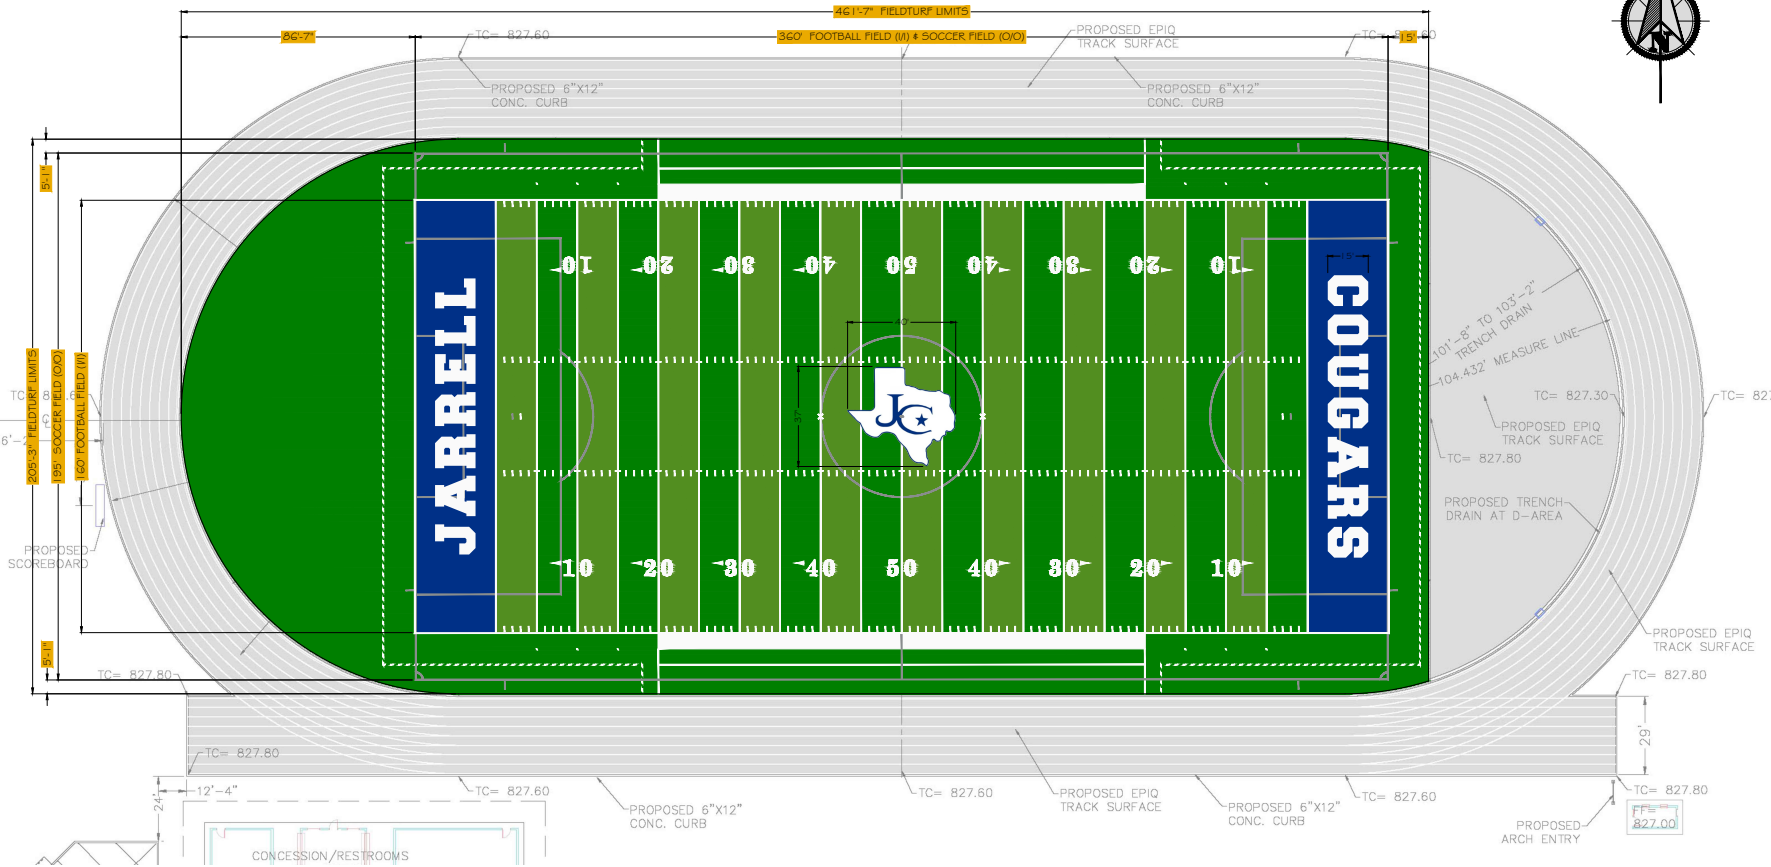 461'-7" FIELDTURF LIMITS
86'-7"
360' FOOTBALL FIELD (I/I) & SOCCER FIELD (O/O)
15'
N
TC= 827.60
PROPOSED EPIQ
TRACK SURFACE
PROPOSED 6"X12"
CONC. CURB
PROPOSED 6"X12"
CONC. CURB
5'-1"
205'-3" FIELDTURF LIMITS
195' SOCCER FIELD (O/O)
160' FOOTBALL FIELD (I/I)
5'-1"
10 20 30 40 50 40 30 20 10
15'
40'
37'
JARRELL
JC
COUGARS
10 20 30 40 50 40 30 20 10
101'-8" TO 103'-2"
TRENCH DRAIN
104.432' MEASURE LINE
TC= 827.30
PROPOSED EPIQ
TRACK SURFACE
TC= 827.80
PROPOSED TRENCH
DRAIN AT D-AREA
PROPOSED
SCOREBOARD
PROPOSED EPIQ
TRACK SURFACE
TC= 827.80
TC= 827.80
TC= 827.80
29'
12'-4"
24'
TC= 827.60
PROPOSED 6"X12"
CONC. CURB
TC= 827.60
PROPOSED EPIQ
TRACK SURFACE
PROPOSED 6"X12"
CONC. CURB
TC= 827.60
TC= 827.80
PROPOSED
ARCH ENTRY
FF=
827.00
CONCESSION/RESTROOMS